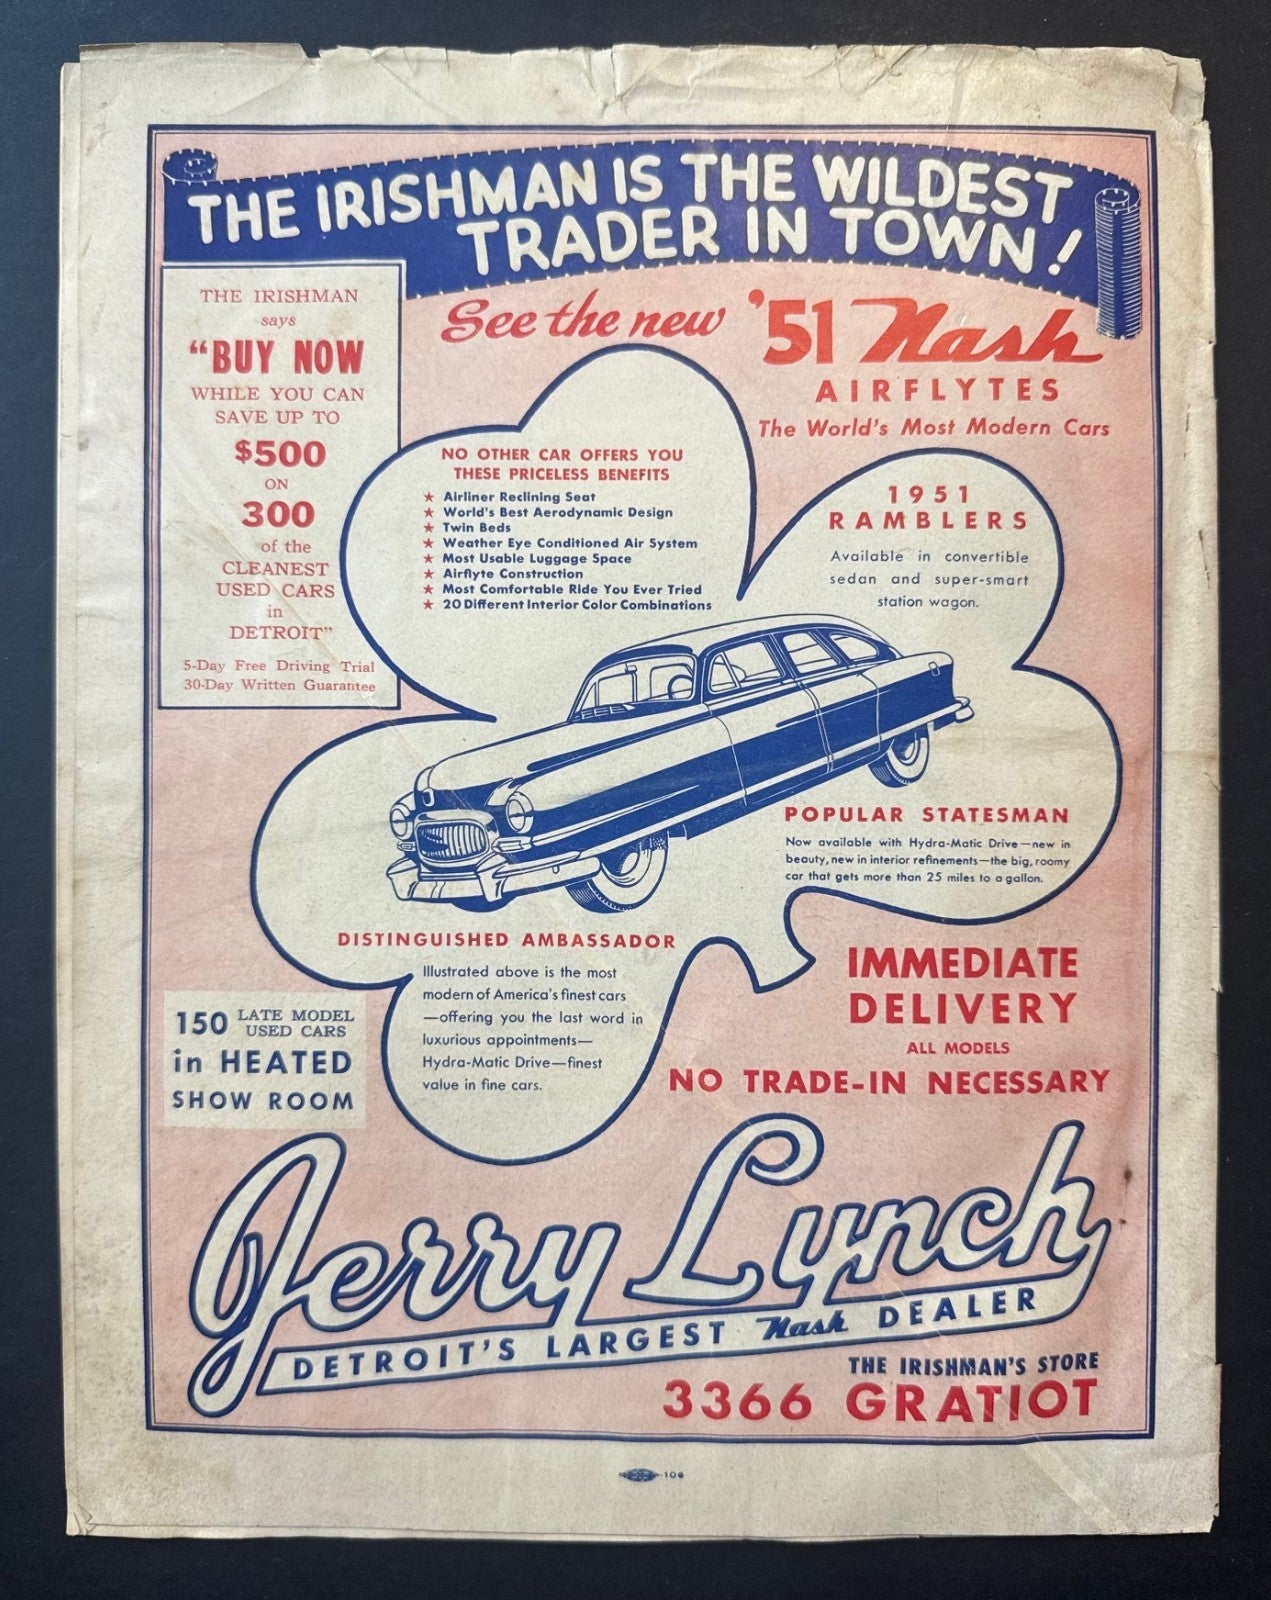 THE IRISHMAN IS THE WILDEST
TRADER IN TOWN!
THE IRISHMAN
says
"BUY NOW
WHILE YOU CAN
SAVE UP TO
$500
ON
300
of the
CLEANEST
USED CARS
in
DETROIT"
5-Day Free Driving Trial
30-Day Written Guarantee
See the new '51 Nash
AIRFLYTES
The World's Most Modern Cars
NO OTHER CAR OFFERS YOU
THESE PRICELESS BENEFITS
★ Airliner Reclining Seat
★ World's Best Aerodynamic Design
★ Twin Beds
★ Weather Eye Conditioned Air System
★ Most Usable Luggage Space
★ Airflyte Construction
★ Most Comfortable Ride You Ever Tried
★ 20 Different Interior Color Combinations
1951
RAMBLERS
Available in convertible
sedan and super-smart
station wagon.
POPULAR STATESMAN
Now available with Hydra-Matic Drive—new in
beauty, new in interior refinements—the big, roomy
car that gets more than 25 miles to a gallon.
DISTINGUISHED AMBASSADOR
Illustrated above is the most
modern of America's finest cars
—offering you the last word in
luxurious appointments—
Hydra-Matic Drive—finest
value in fine cars.
150 LATE MODEL
USED CARS
in HEATED
SHOW ROOM
IMMEDIATE
DELIVERY
ALL MODELS
NO TRADE-IN NECESSARY
Jerry Lynch
DETROIT'S LARGEST Nash DEALER
THE IRISHMAN'S STORE
3366 GRATIOT
106